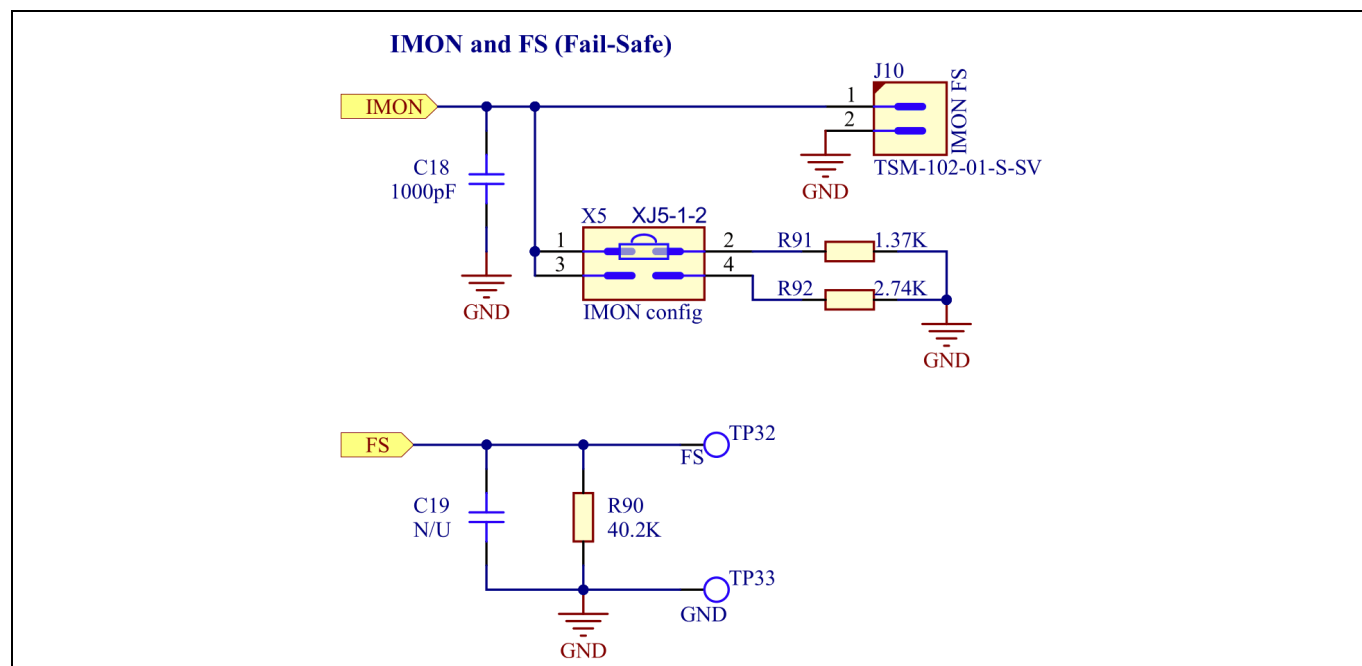 IMON and FS (Fail-Safe)
J10
IMON
1
2
IMON FS
TSM-102-01-S-SV
GND
C18
1000pF
X5 XJ5-1-2
1
2
R91
1.37K
3
4
R92
2.74K
IMON config
GND
GND
FS
TP32
FS
C19
N/U
R90
40.2K
TP33
GND
GND